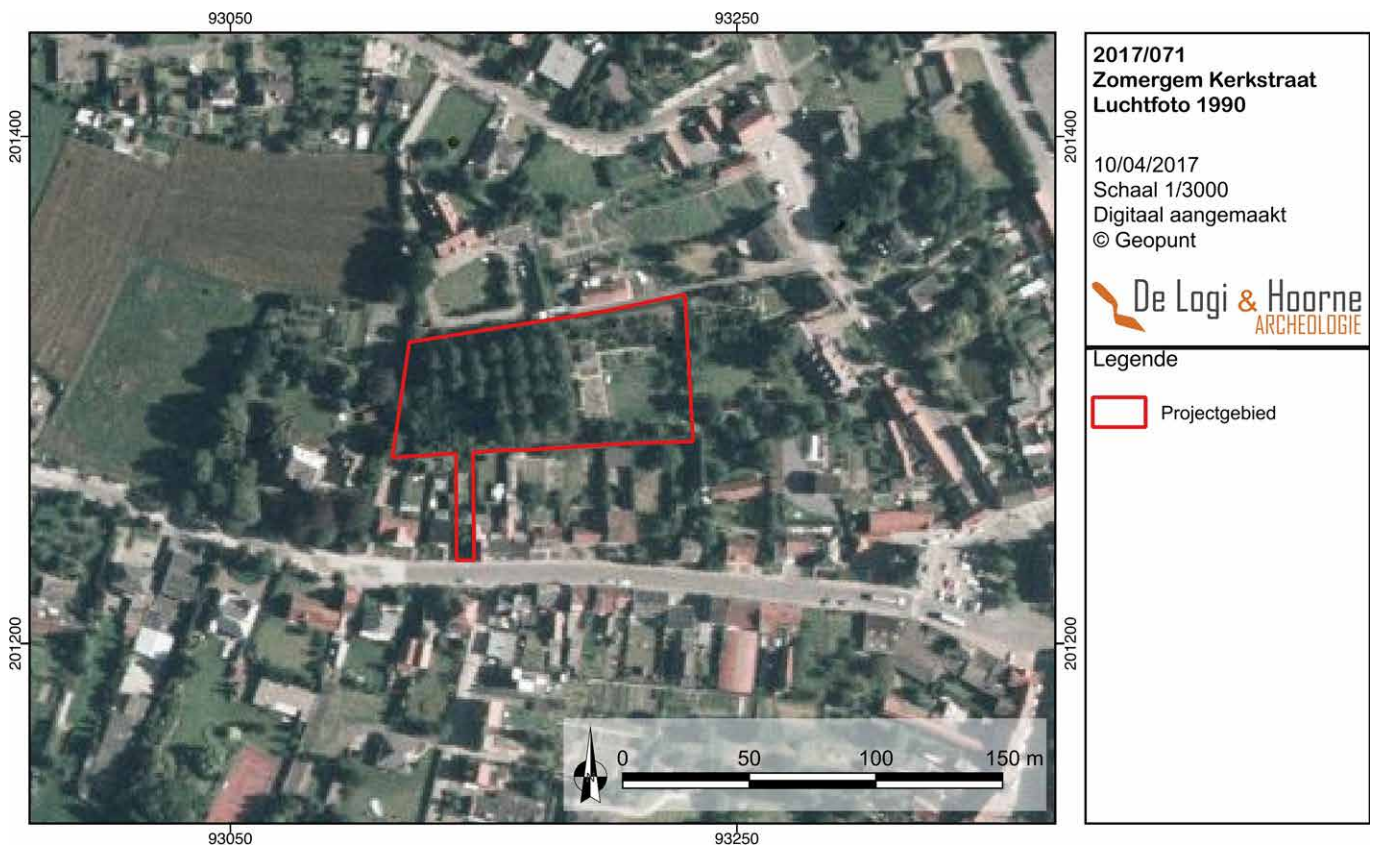 93050
93250
201400
201400
201200
201200
0 50 100 150 m
N
93050
93250
2017/071
Zomergem Kerkstraat
Luchtfoto 1990
10/04/2017
Schaal 1/3000
Digitaal aangemaakt
© Geopunt
De Logi & Hoorne
ARCHEOLOGIE
Legende
Projectgebied